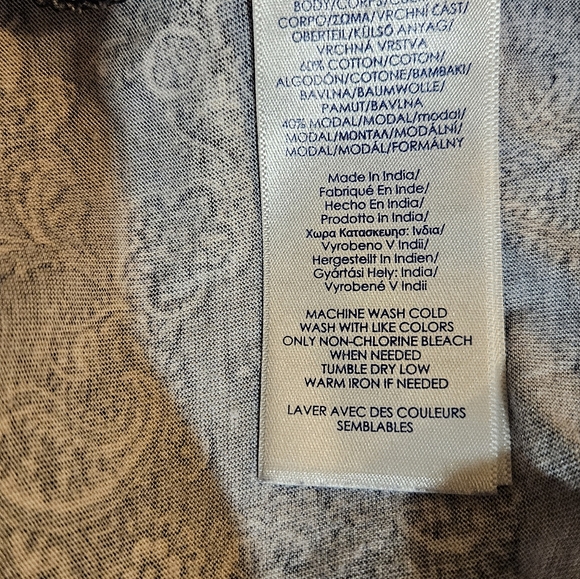 BODY/CORPS/
CORPO/ΣΩΜΑ/VRCHNÍ ČÁST/
OBERTEIL/KÜLSŐ ANYAG/
VRCHNÁ VRSTVA
60% COTTON/COTON/
ALGODÓN/COTONE/BAMBAKI/
BAVLNA/BAUMWOLLE/
PAMUT/BAVLNA
40% MODAL/MODAL/modal/
MODAL/ΜΟΝΤΑΛ/MODÁLNÍ/
MODAL/MODÁL/FORMÁLNY
Made In India/
Fabriqué En Inde/
Hecho En India/
Prodotto In India/
Χωρα Κατασκευησ: Ινδια/
Vyrobeno V Indii/
Hergestellt In Indien/
Gyártási Hely: India/
Vyrobené V Indii
MACHINE WASH COLD
WASH WITH LIKE COLORS
ONLY NON-CHLORINE BLEACH
WHEN NEEDED
TUMBLE DRY LOW
WARM IRON IF NEEDED
LAVER AVEC DES COULEURS
SEMBLABLES